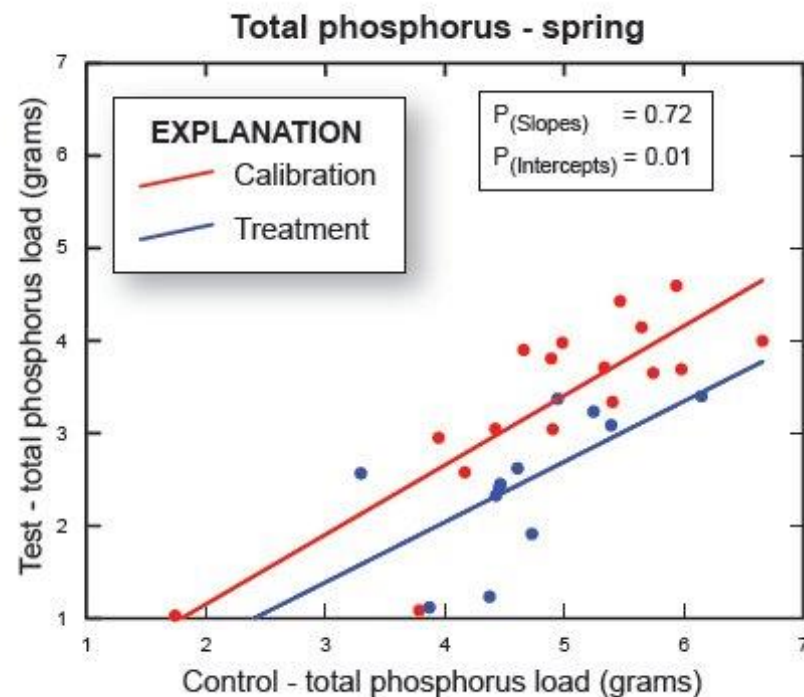 Total phosphorus - spring
7
6
5
4
3
2
1
Test - total phosphorus load (grams)
EXPLANATION
Calibration
Treatment
P(Slopes) = 0.72
P(Intercepts) = 0.01
1 2 3 4 5 6 7
Control - total phosphorus load (grams)